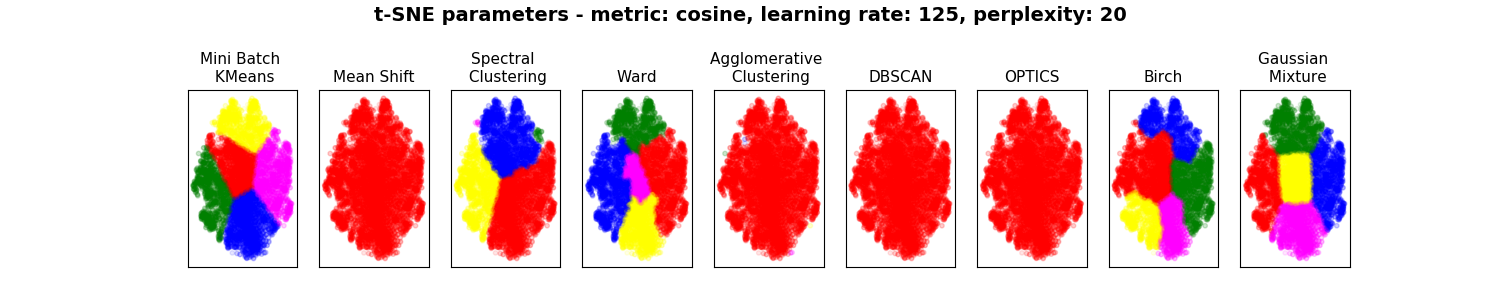 t-SNE parameters - metric: cosine, learning rate: 125, perplexity: 20
Mini Batch
KMeans
Mean Shift
Spectral
Clustering
Ward
Agglomerative
Clustering
DBSCAN
OPTICS
Birch
Gaussian
Mixture